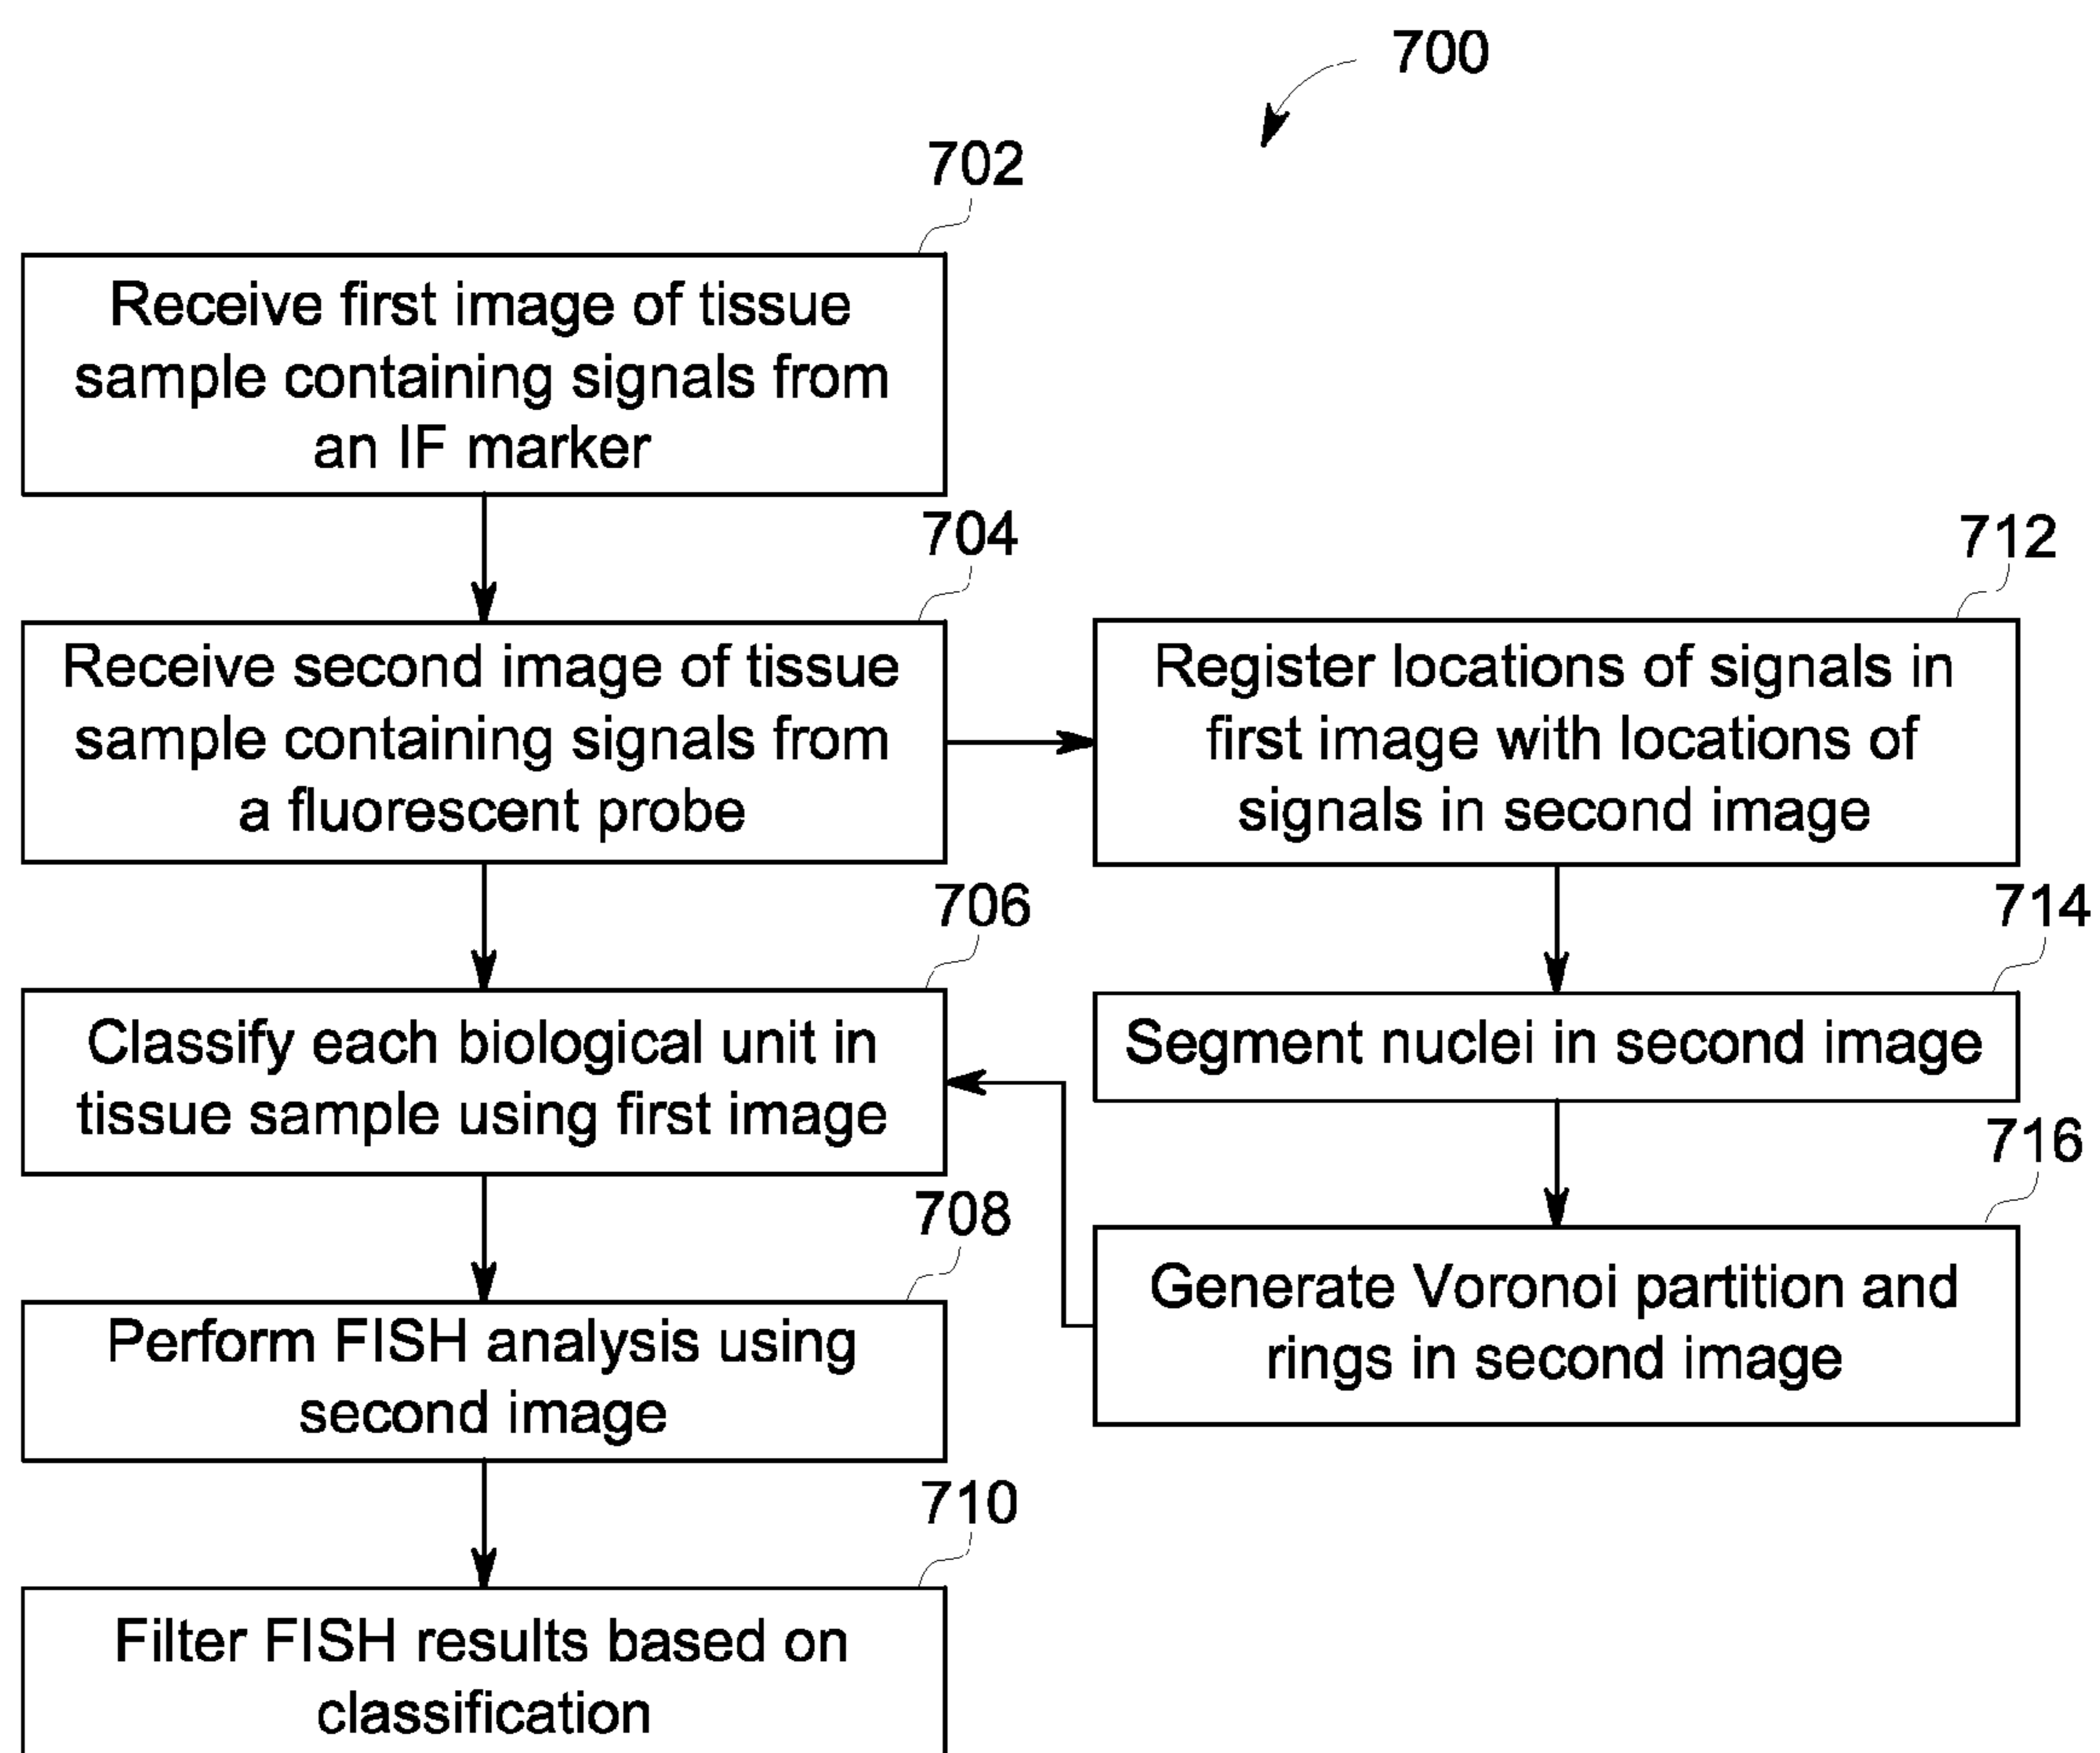 700
702
Receive first image of tissue
sample containing signals from
an IF marker
704
Receive second image of tissue
sample containing signals from
a fluorescent probe
712
Register locations of signals in
first image with locations of
signals in second image
706
Classify each biological unit in
tissue sample using first image
714
Segment nuclei in second image
716
Generate Voronoi partition and
rings in second image
708
Perform FISH analysis using
second image
710
Filter FISH results based on
classification